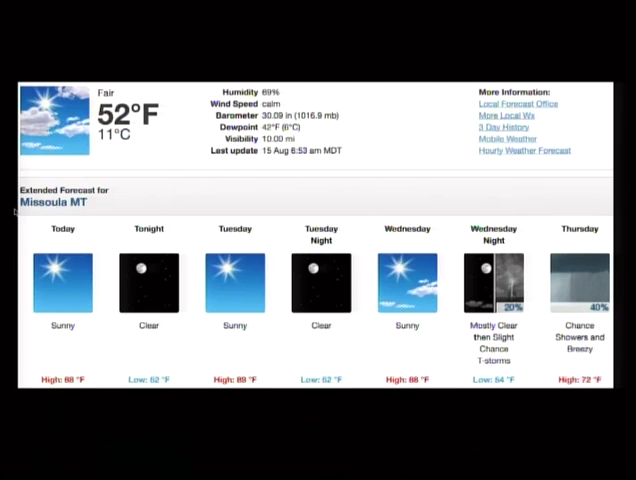 Fair
52°F
11°C
Humidity 69%
Wind Speed calm
Barometer 30.09 in (1016.9 mb)
Dewpoint 42°F (6°C)
Visibility 10.00 mi
Last update 15 Aug 6:53 am MDT
More Information:
Local Forecast Office
More Local Wx
3 Day History
Mobile Weather
Hourly Weather Forecast
Extended Forecast for
Missoula MT
Today Tonight Tuesday Tuesday Night Wednesday Wednesday Night Thursday
20% 40%
Sunny Clear Sunny Clear Sunny Mostly Clear then Slight Chance T-storms Chance Showers and Breezy
High: 88 °F Low: 52 °F High: 89 °F Low: 52 °F High: 88 °F Low: 54 °F High: 72 °F